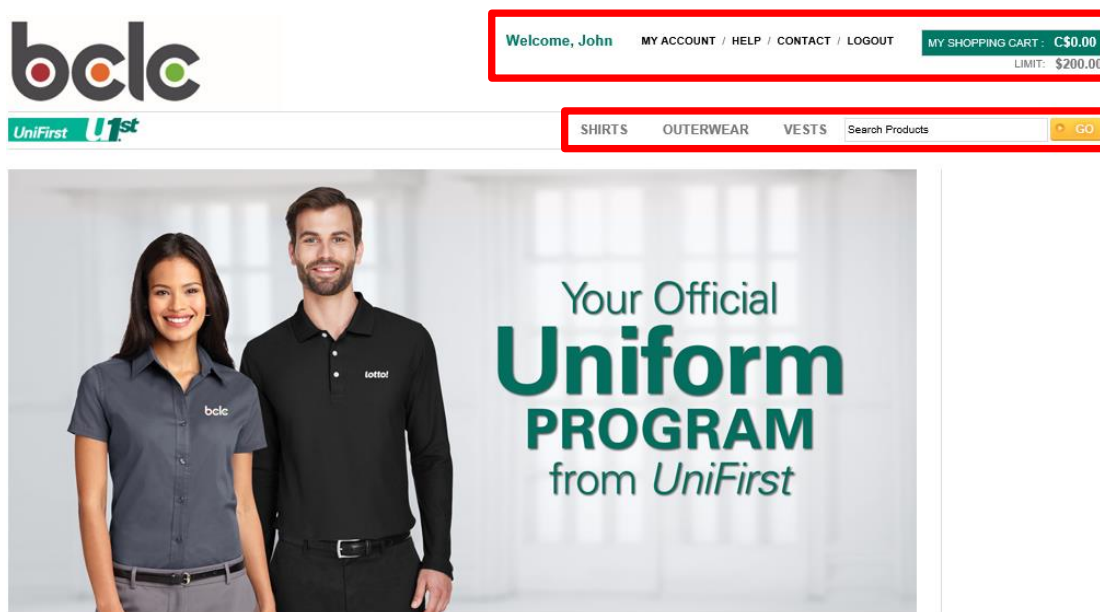 bclc
Welcome, John MY ACCOUNT / HELP / CONTACT / LOGOUT MY SHOPPING CART : C$0.00
LIMIT: $200.00
UniFirst U1st
SHIRTS OUTERWEAR VESTS Search Products GO
Your Official
Uniform
PROGRAM
from UniFirst
lotto!
bclc